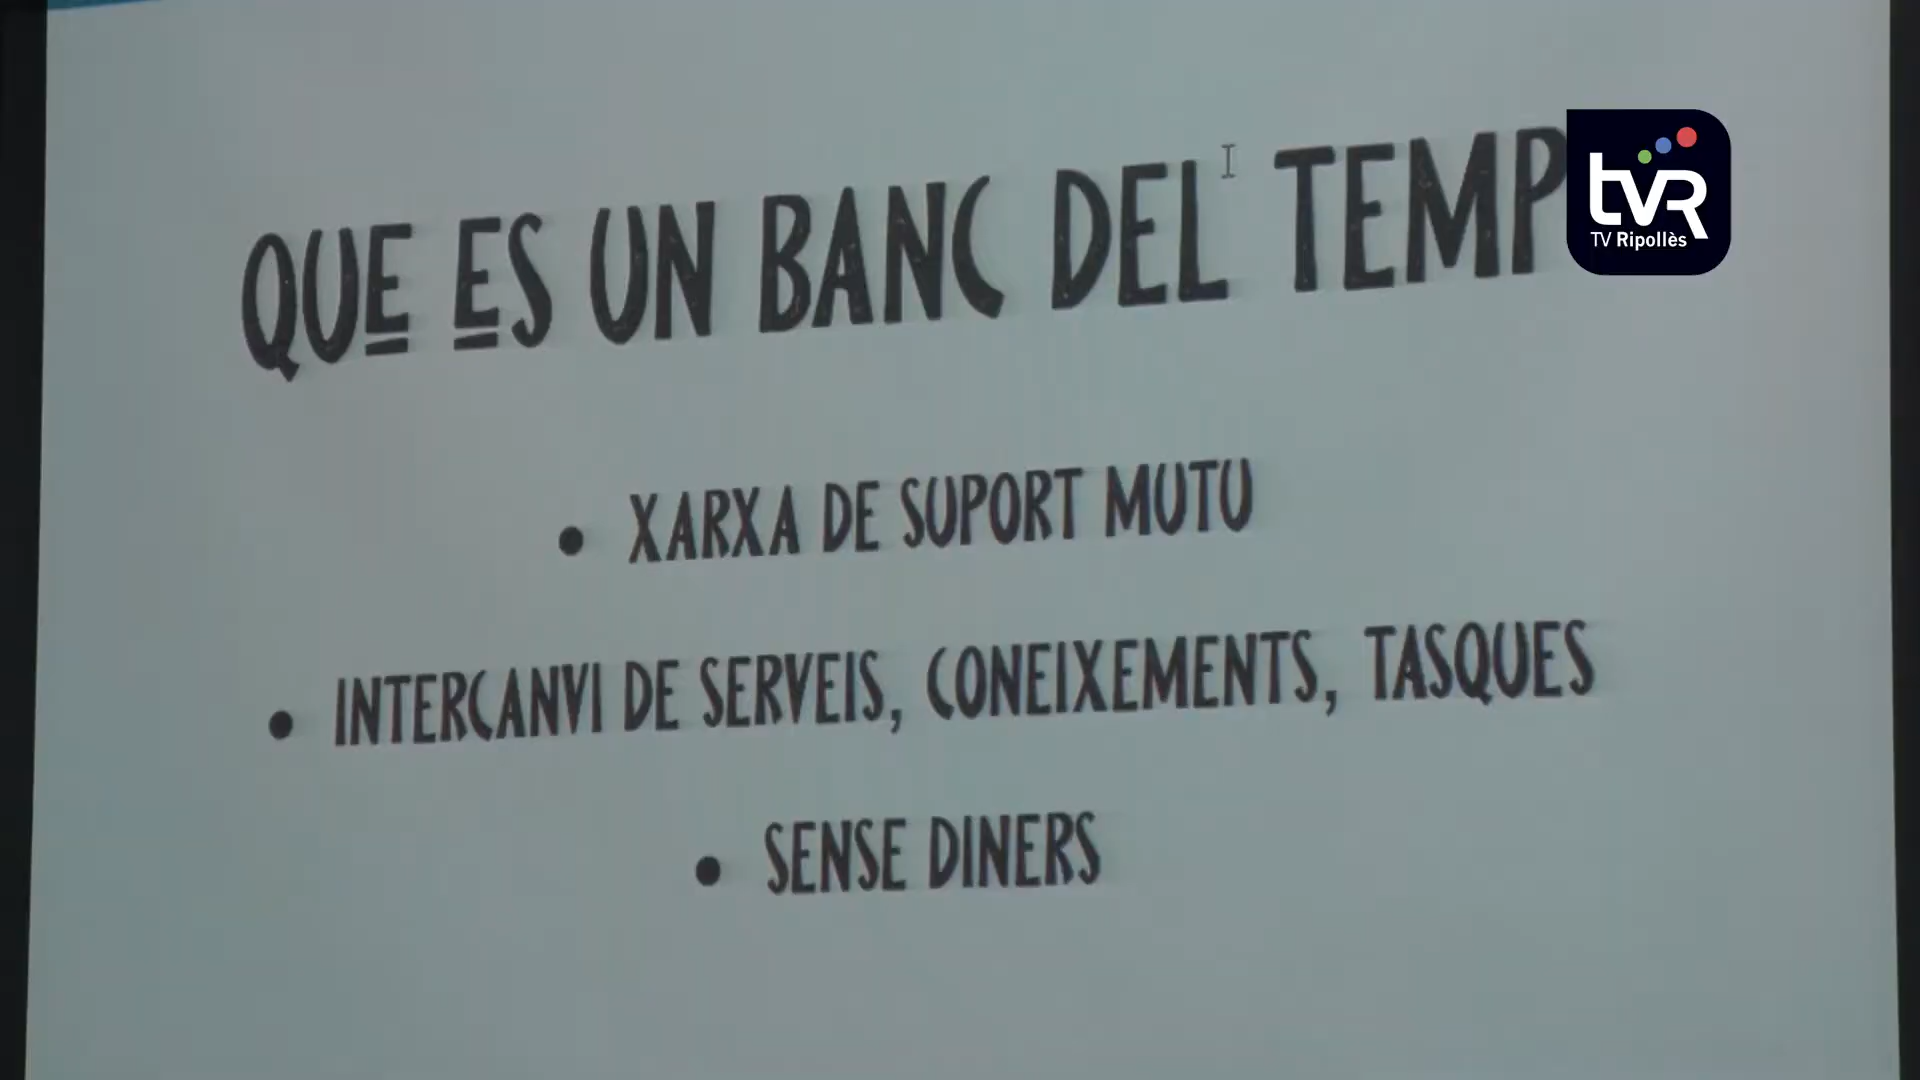 QUE ES UN BANC DEL TEMP
XARXA DE SUPORT MUTU
INTERCANVI DE SERVEIS, CONEIXEMENTS, TASQUES
SENSE DINERS
tvR
TV Ripollès